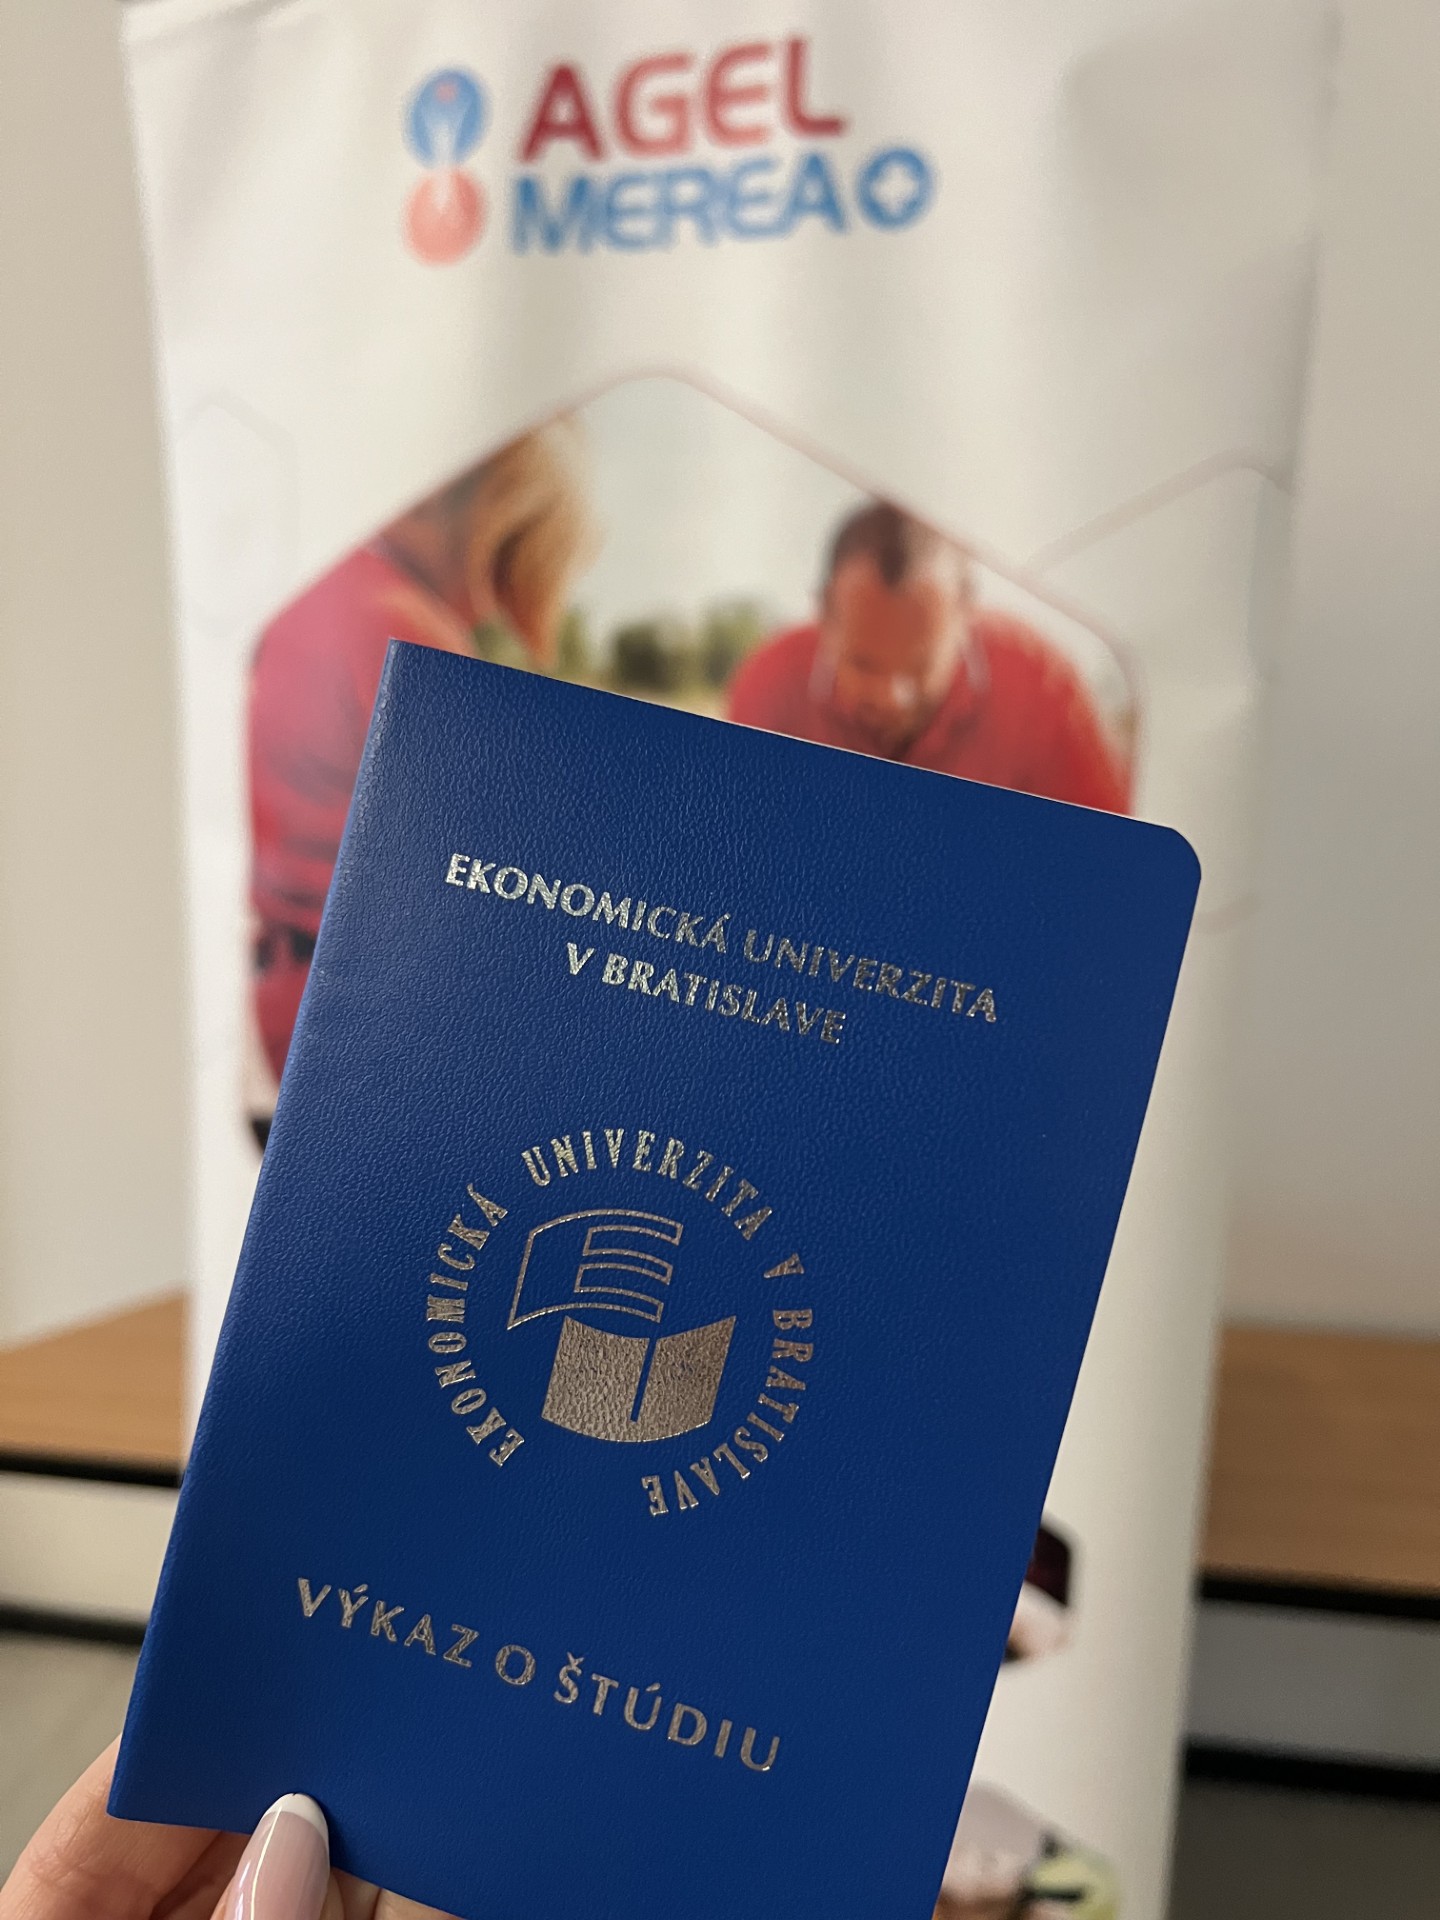 AGEL
MEREA
EKONOMICKÁ UNIVERZITA
V BRATISLAVE
EKONOMICKÁ UNIVERZITA V BRATISLAVE
VÝKAZ O ŠTÚDIU